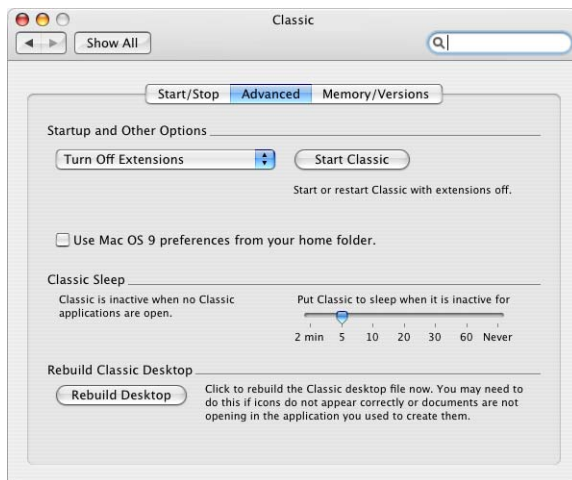 Classic
Show All
Start/Stop Advanced Memory/Versions
Startup and Other Options
Turn Off Extensions Start Classic
Start or restart Classic with extensions off.
Use Mac OS 9 preferences from your home folder.
Classic Sleep
Classic is inactive when no Classic
applications are open.
Put Classic to sleep when it is inactive for
2 min 5 10 20 30 60 Never
Rebuild Classic Desktop
Rebuild Desktop
Click to rebuild the Classic desktop file now. You may need to
do this if icons do not appear correctly or documents are not
opening in the application you used to create them.